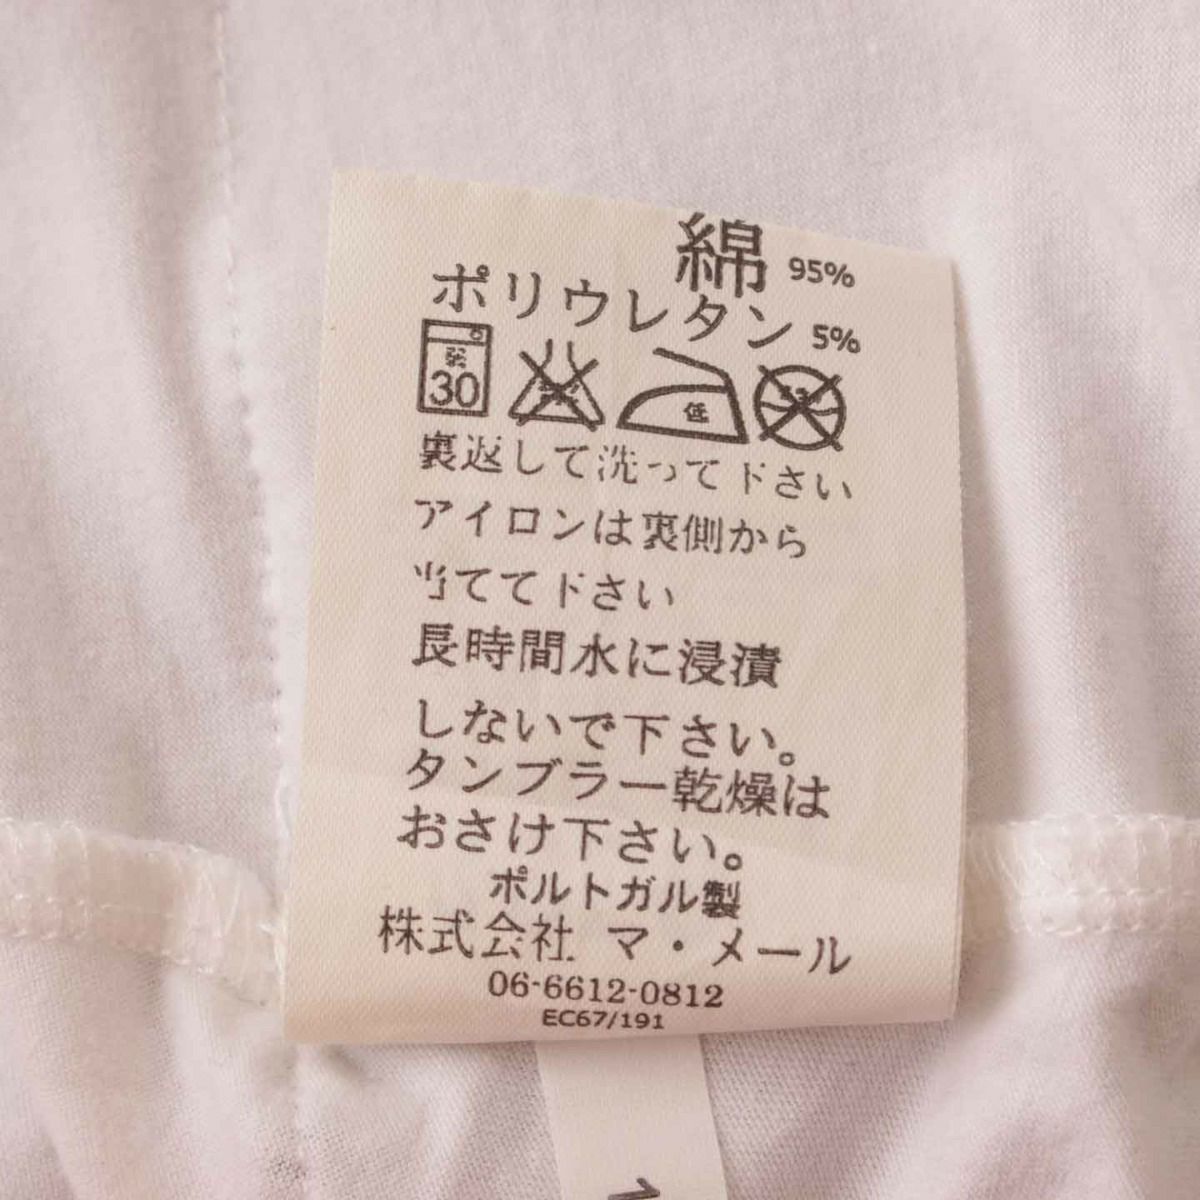 綿 95%
ポリウレタン 5%
弱 30 低
裏返して洗って下さい
アイロンは裏側から
当てて下さい
長時間水に浸漬
しないで下さい。
タンブラー乾燥は
おさけ下さい。
ポルトガル製
株式会社 マ・メール
06-6612-0812
EC67/191